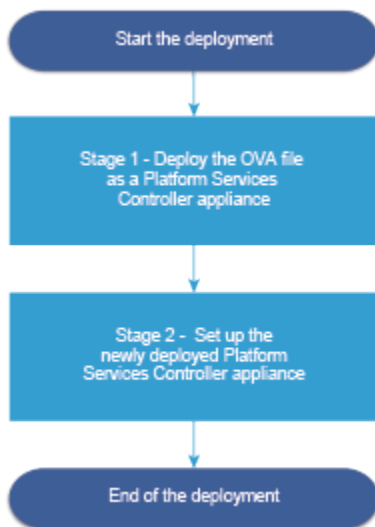 Start the deployment
Stage 1 - Deploy the OVA file
as a Platform Services
Controller appliance
Stage 2 - Set up the
newly deployed Platform
Services Controller appliance
End of the deployment